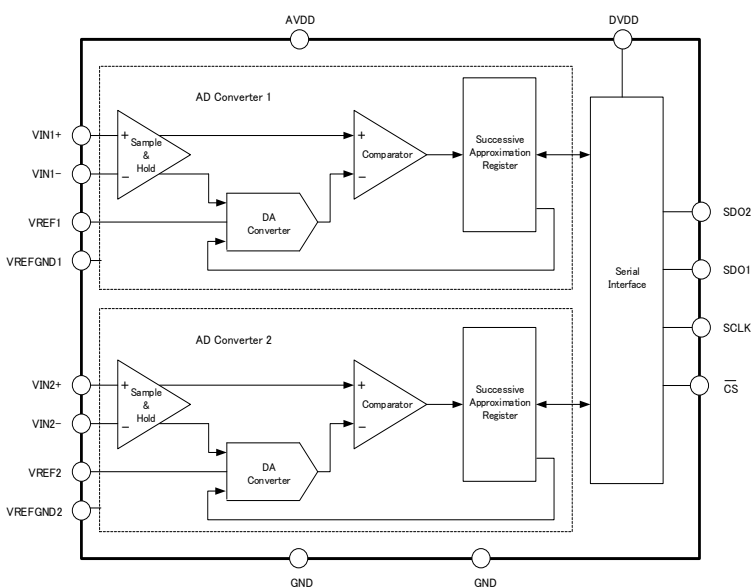 AVDD
DVDD
AD Converter 1
VIN1+
VIN1-
VREF1
VREFGND1
+
−
Sample
&
Hold
DA
Converter
+
−
Comparator
Successive
Approximation
Register
AD Converter 2
VIN2+
VIN2-
VREF2
VREFGND2
+
−
Sample
&
Hold
DA
Converter
+
−
Comparator
Successive
Approximation
Register
Serial
Interface
SDO2
SDO1
SCLK
C̅S̅
GND
GND